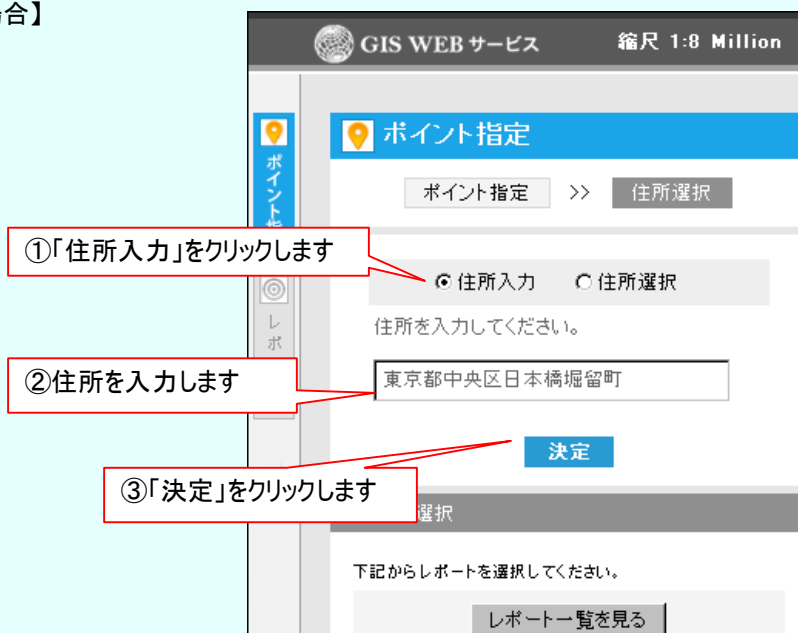 合】
GIS WEB サービス 縮尺 1:8 Million
ポイント指定
ポイント指定 >> 住所選択
ポイント
①「住所入力」をクリックします
住所入力 住所選択
レポ
住所を入力してください。
②住所を入力します
東京都中央区日本橋堀留町
決定
③「決定」をクリックします
選択
下記からレポートを選択してください。
レポート一覧を見る